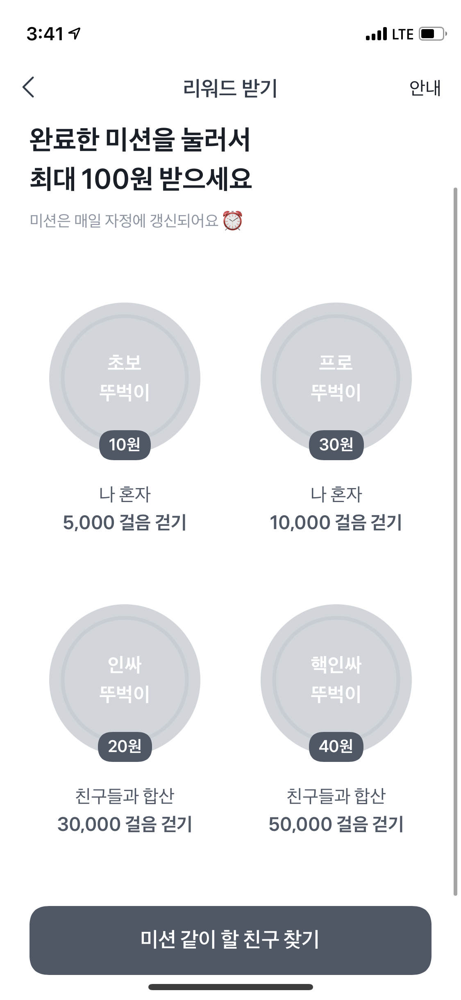 3:41
LTE
리워드 받기
안내
완료한 미션을 눌러서
최대 100원 받으세요
미션은 매일 자정에 갱신되어요 ⏰
초보
뚜벅이
10원
나 혼자
5,000 걸음 걷기
프로
뚜벅이
30원
나 혼자
10,000 걸음 걷기
인싸
뚜벅이
20원
친구들과 합산
30,000 걸음 걷기
핵인싸
뚜벅이
40원
친구들과 합산
50,000 걸음 걷기
미션 같이 할 친구 찾기